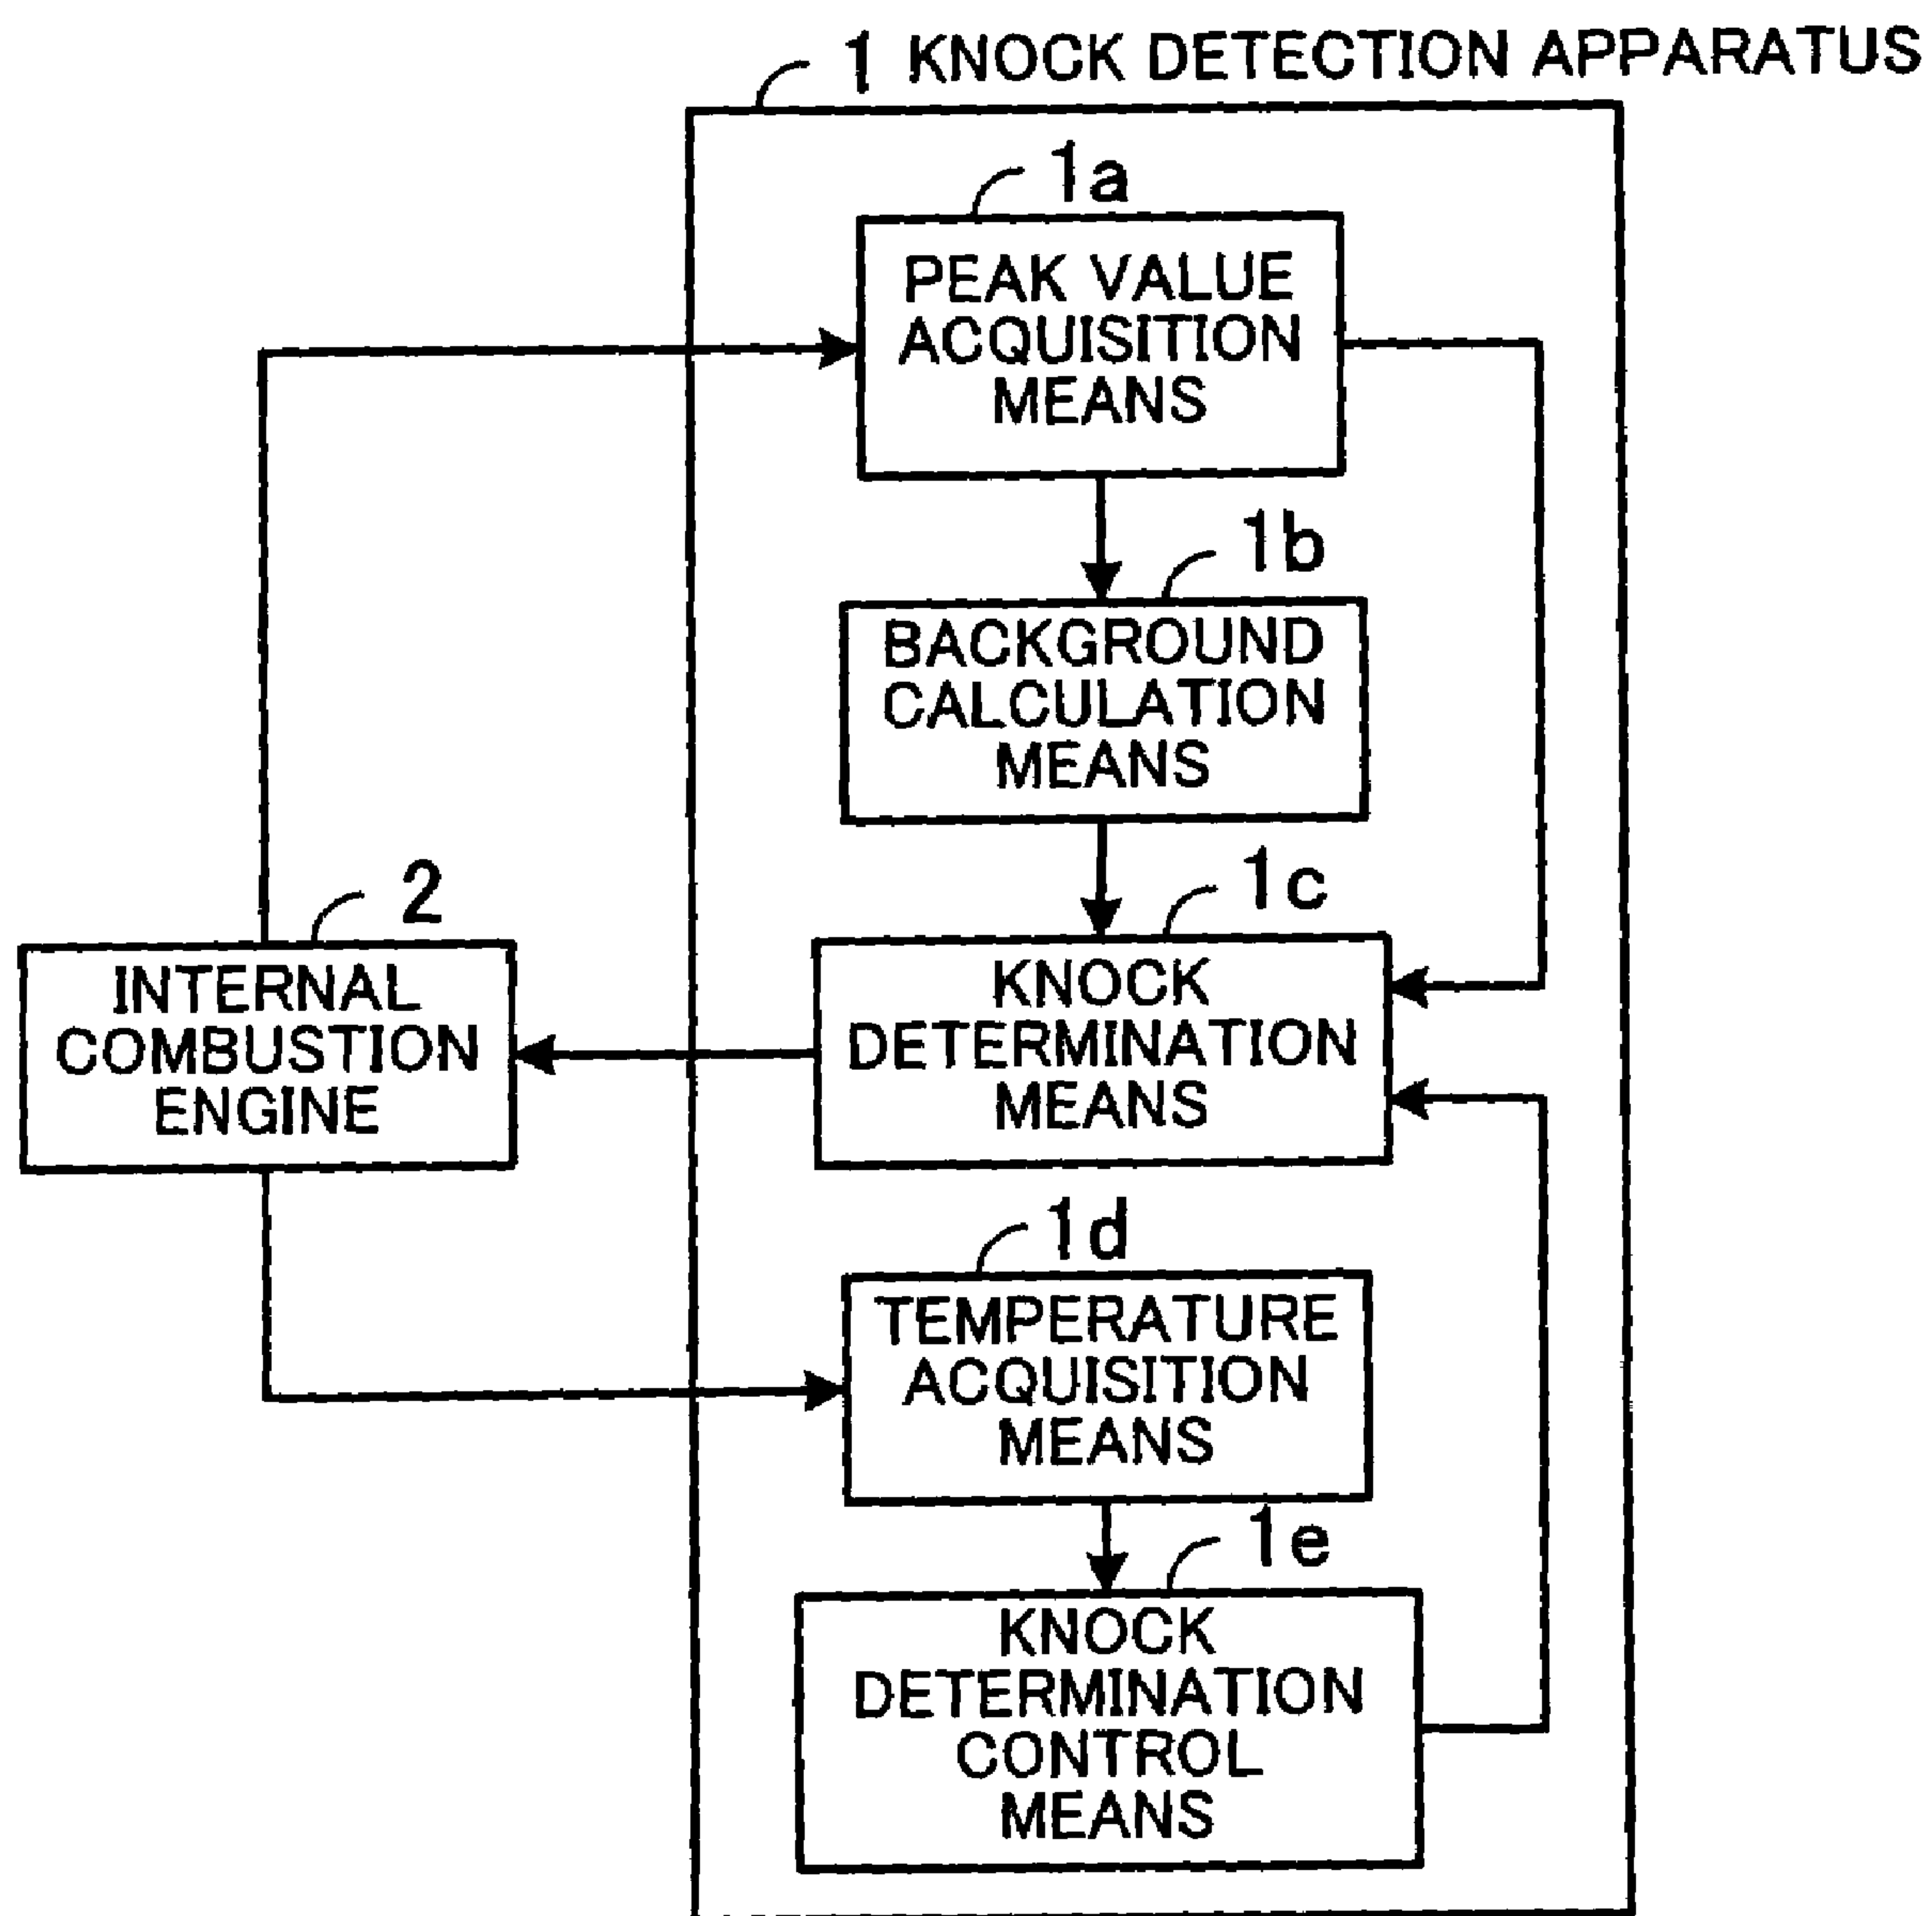 1 KNOCK DETECTION APPARATUS
1a
PEAK VALUE
ACQUISITION
MEANS
1b
BACKGROUND
CALCULATION
MEANS
2
INTERNAL
COMBUSTION
ENGINE
1c
KNOCK
DETERMINATION
MEANS
1d
TEMPERATURE
ACQUISITION
MEANS
1e
KNOCK
DETERMINATION
CONTROL
MEANS